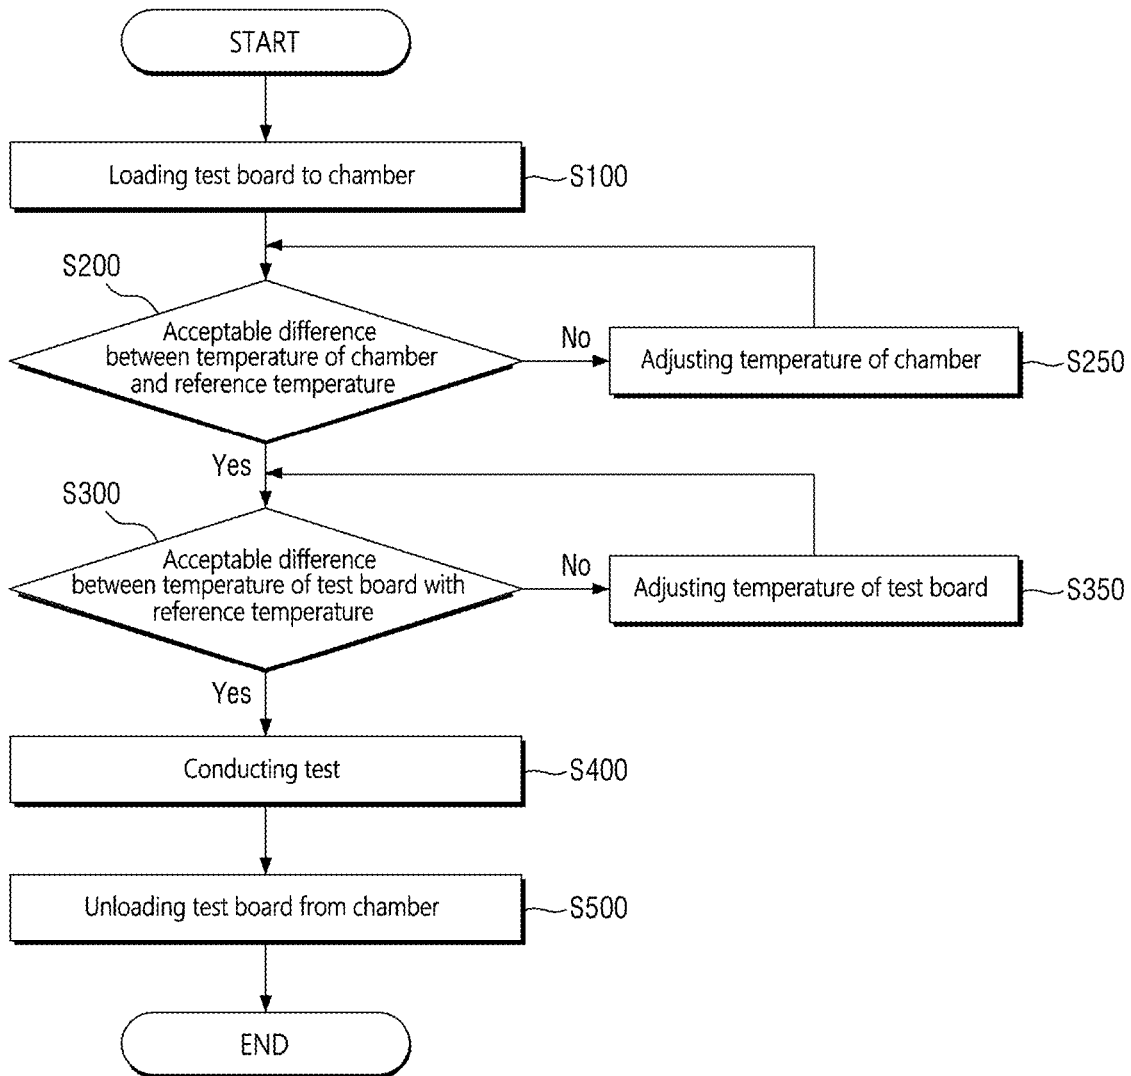 START
Loading test board to chamber
S100
S200
Acceptable difference
between temperature of chamber
and reference temperature
No
Adjusting temperature of chamber
S250
Yes
S300
Acceptable difference
between temperature of test board with
reference temperature
No
Adjusting temperature of test board
S350
Yes
Conducting test
S400
Unloading test board from chamber
S500
END